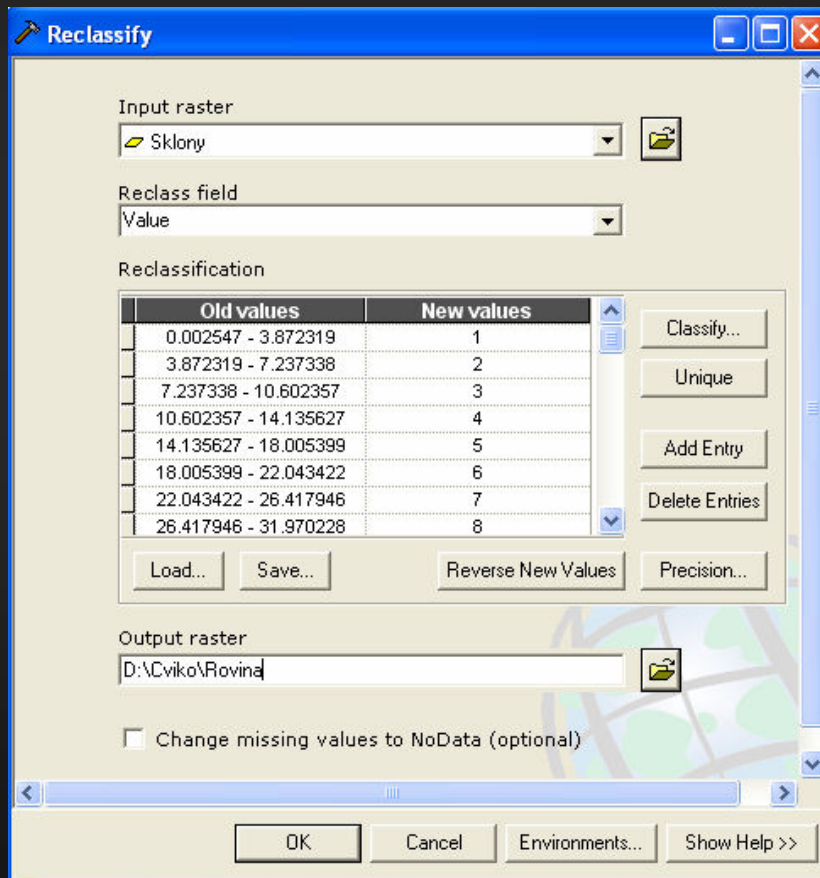 Reclassify
Input raster
Sklony
Reclass field
Value
Reclassification
Old values New values
0.002547 - 3.872319 1
3.872319 - 7.237338 2
7.237338 - 10.602357 3
10.602357 - 14.135627 4
14.135627 - 18.005399 5
18.005399 - 22.043422 6
22.043422 - 26.417946 7
26.417946 - 31.970228 8
Classify...
Unique
Add Entry
Delete Entries
Load... Save... Reverse New Values Precision...
Output raster
D:\Cviko\Rovina
Change missing values to NoData (optional)
OK Cancel Environments... Show Help >>